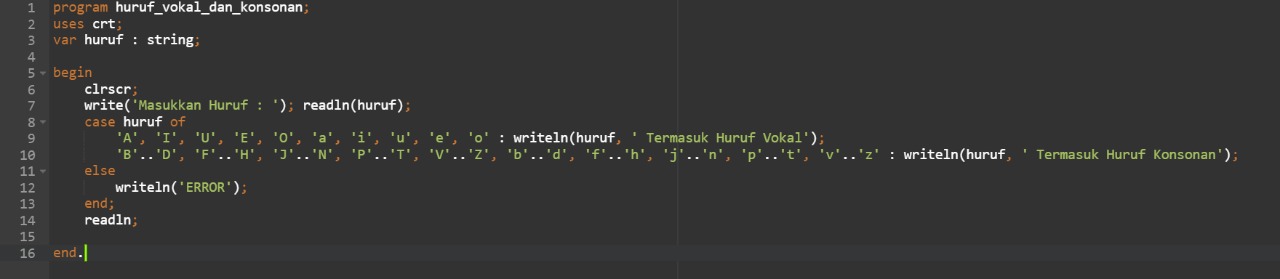 1 program huruf_vokal_dan_konsonan;
2 uses crt;
3 var huruf : string;
4
5 begin
6     clrscr;
7     write('Masukkan Huruf : '); readln(huruf);
8     case huruf of
9         'A', 'I', 'U', 'E', 'O', 'a', 'i', 'u', 'e', 'o' : writeln(huruf, ' Termasuk Huruf Vokal');
10         'B'..'D', 'F'..'H', 'J'..'N', 'P'..'T', 'V'..'Z', 'b'..'d', 'f'..'h', 'j'..'n', 'p'..'t', 'v'..'z' : writeln(huruf, ' Termasuk Huruf Konsonan');
11     else
12         writeln('ERROR');
13     end;
14     readln;
15
16 end.